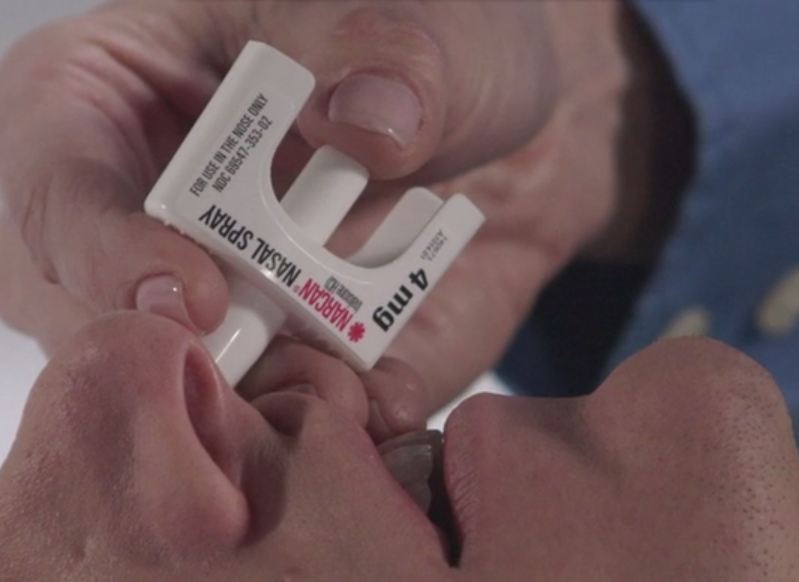 FOR USE IN THE NOSE ONLY
NDC 69547-353-02
NARCAN® NASAL SPRAY
4 mg